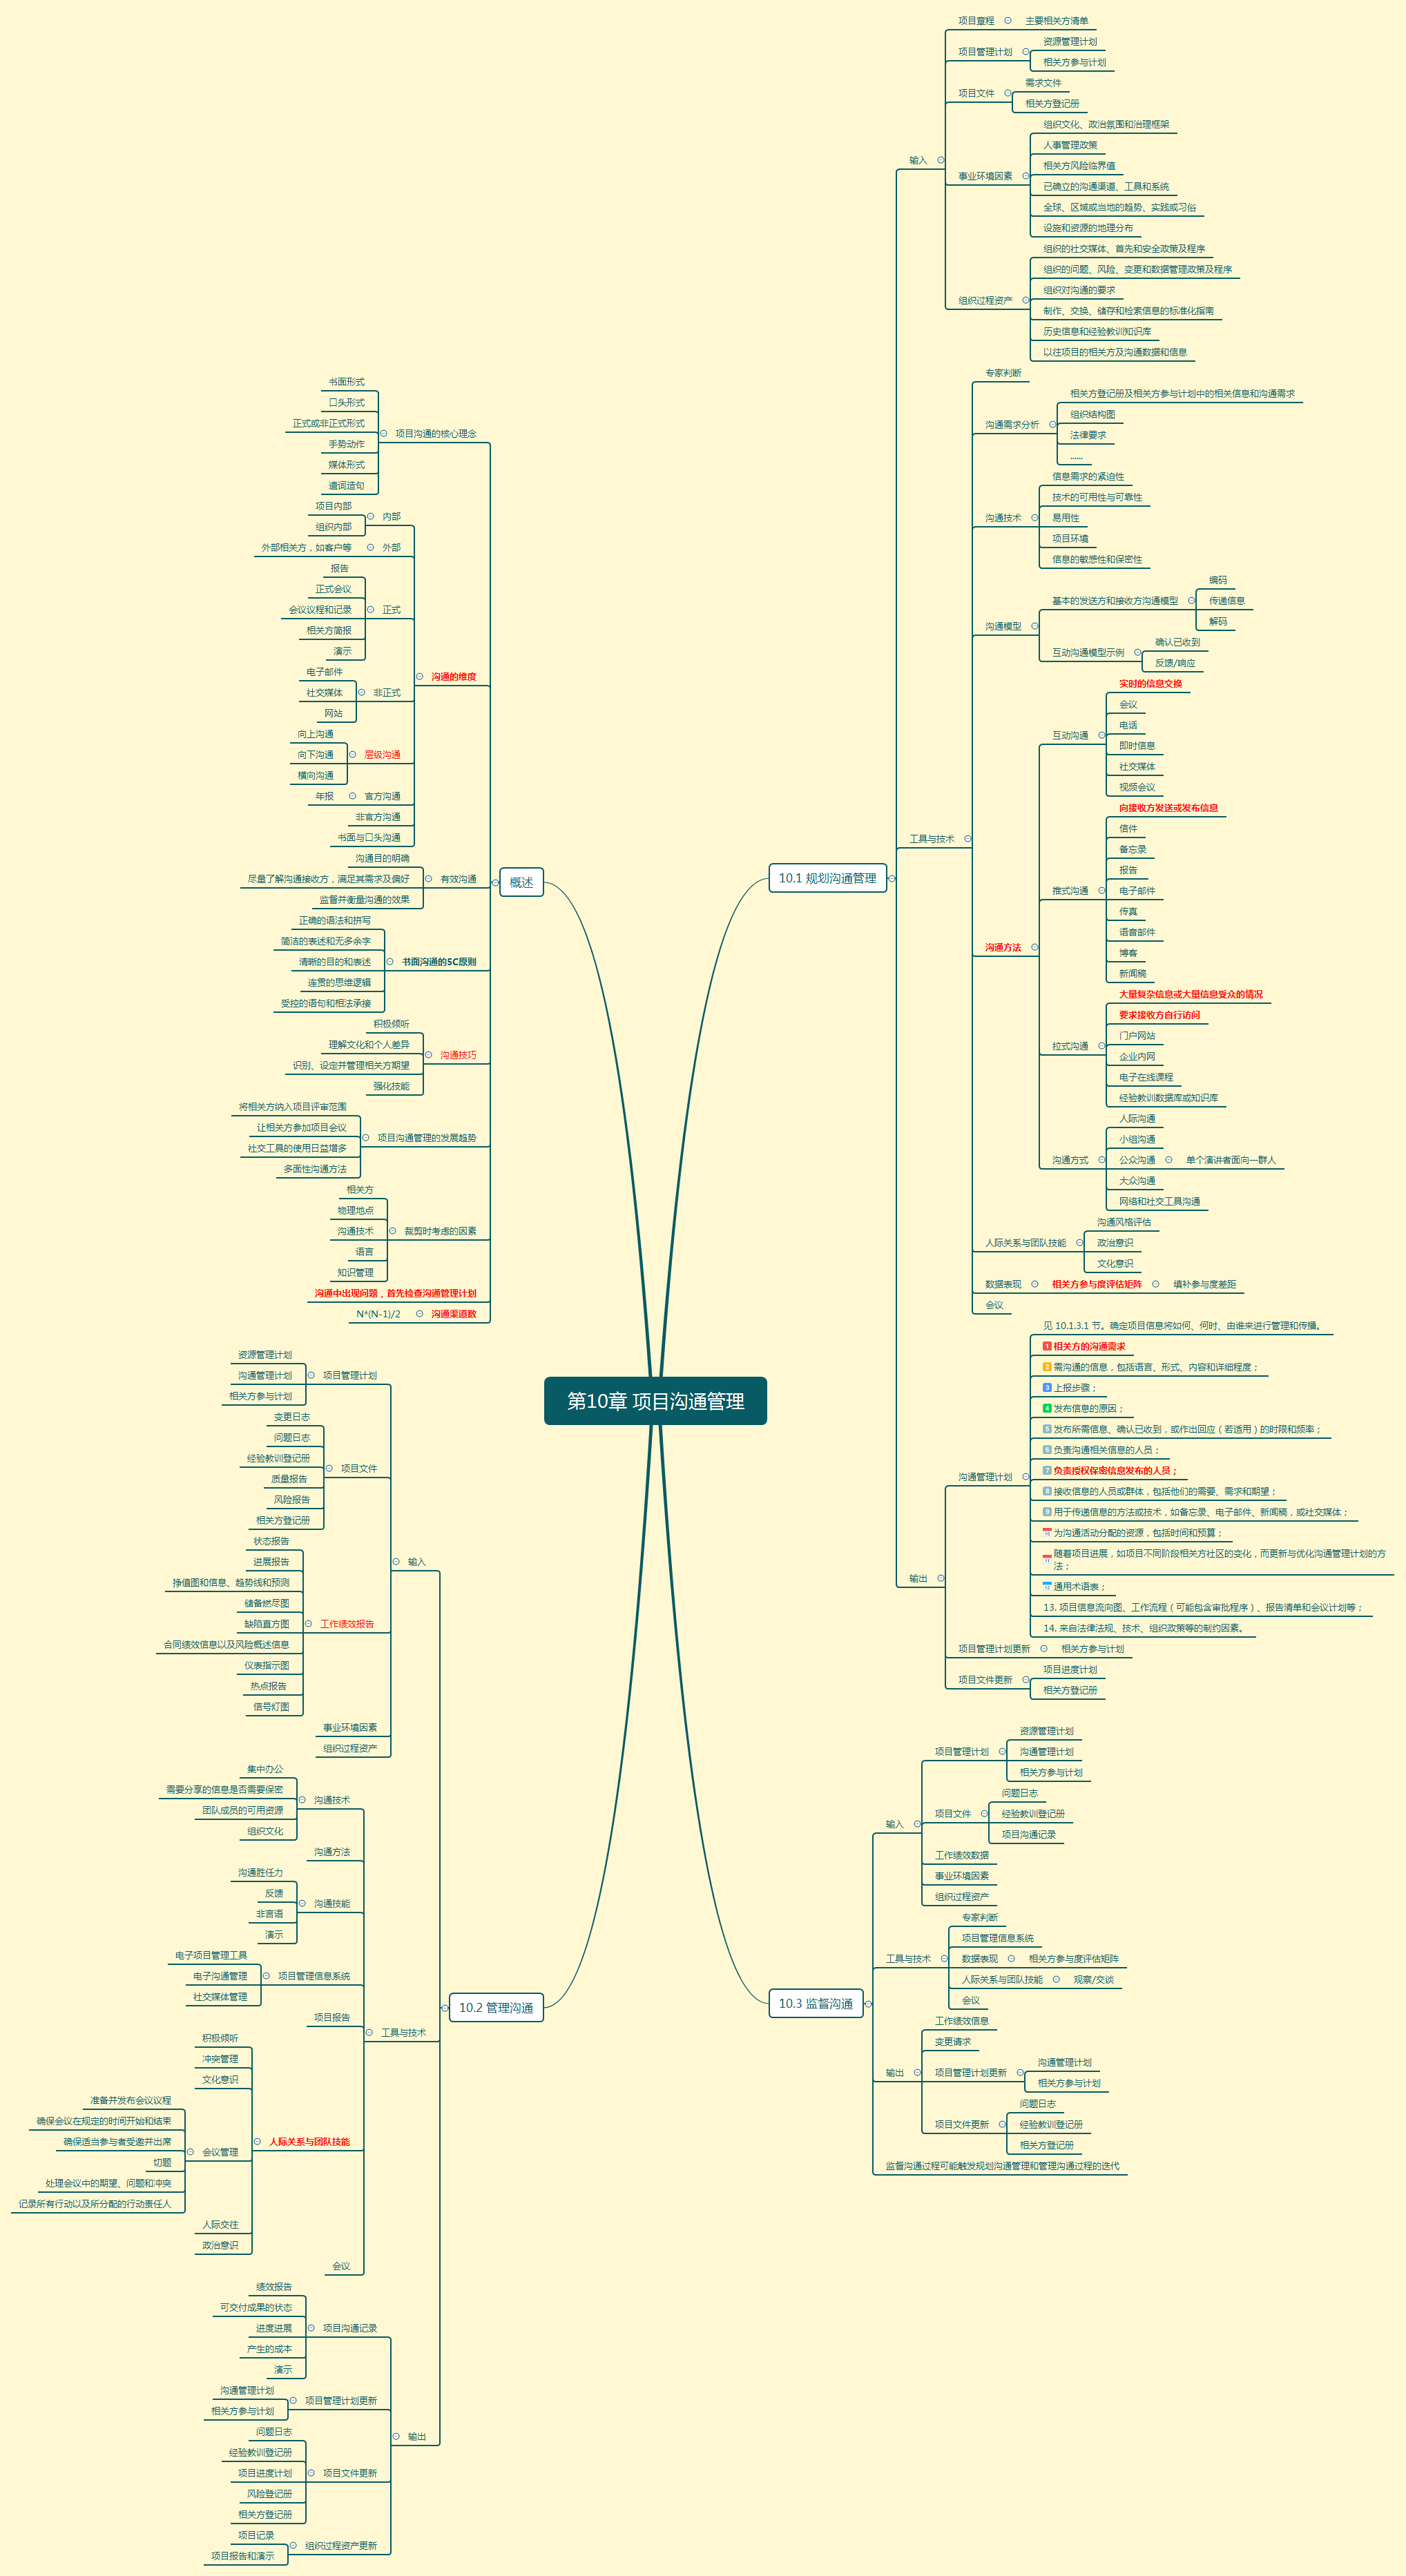 第10章 项目沟通管理
概述
项目沟通的核心理念
书面形式
口头形式
正式或非正式形式
手势动作
媒体形式
遣词造句
沟通的维度
内部
项目内部
组织内部
外部
外部相关方，如客户等
正式
报告
正式会议
会议议程和记录
相关方简报
演示
非正式
电子邮件
社交媒体
网站
层级沟通
向上沟通
向下沟通
横向沟通
官方沟通
年报
非官方沟通
书面与口头沟通
有效沟通
沟通目的明确
尽量了解沟通接收方，满足其需求及偏好
监督并衡量沟通的效果
书面沟通的5C原则
正确的语法和拼写
简洁的表述和无多余字
清晰的目的和表述
连贯的思维逻辑
受控的语句和想法承接
沟通技巧
积极倾听
理解文化和个人差异
识别、设定并管理相关方期望
强化技能
项目沟通管理的发展趋势
将相关方纳入项目评审范围
让相关方参加项目会议
社交工具的使用日益增多
多面性沟通方法
裁剪时考虑的因素
相关方
物理地点
沟通技术
语言
知识管理
沟通中出现问题，首先检查沟通管理计划
沟通渠道数
N*(N-1)/2
10.1 规划沟通管理
输入
项目章程
主要相关方清单
项目管理计划
资源管理计划
相关方参与计划
项目文件
需求文件
相关方登记册
事业环境因素
组织文化、政治氛围和治理框架
人事管理政策
相关方风险临界值
已确立的沟通渠道、工具和系统
全球、区域或当地的趋势、实践或习俗
设施和资源的地理分布
组织过程资产
组织的社交媒体、首先和安全政策及程序
组织的问题、风险、变更和数据管理政策及程序
组织对沟通的要求
制作、交换、储存和检索信息的标准化指南
历史信息和经验教训知识库
以往项目的相关方及沟通数据和信息
工具与技术
专家判断
沟通需求分析
相关方登记册及相关方参与计划中的相关信息和沟通需求
组织结构图
法律要求
......
沟通技术
信息需求的紧迫性
技术的可用性与可靠性
易用性
项目环境
信息的敏感性和保密性
沟通模型
基本的发送方和接收方沟通模型
编码
传递信息
解码
互动沟通模型示例
确认已收到
反馈/响应
沟通方法
互动沟通
实时的信息交换
会议
电话
即时信息
社交媒体
视频会议
推式沟通
向接收方发送或发布信息
信件
备忘录
报告
电子邮件
传真
语音邮件
博客
新闻稿
拉式沟通
大量复杂信息或大量信息受众的情况
要求接收方自行访问
门户网站
企业内网
电子在线课程
经验教训数据库或知识库
沟通方式
人际沟通
小组沟通
公众沟通
单个演讲者面向一群人
大众沟通
网络和社交工具沟通
人际关系与团队技能
沟通风格评估
政治意识
文化意识
数据表现
相关方参与度评估矩阵
填补参与度差距
会议
输出
沟通管理计划
见 10.1.3.1 节。确定项目信息将如何、何时、由谁来进行管理和传播。
1 相关方的沟通需求
2 需沟通的信息，包括语言、形式、内容和详细程度；
3 上报步骤；
4 发布信息的原因；
5 发布所需信息、确认已收到，或作出回应（若适用）的时限和频率；
6 负责沟通相关信息的人员；
7 负责授权保密信息发布的人员；
8 接收信息的人员或群体，包括他们的需要、需求和期望；
9 用于传递信息的方法或技术，如备忘录、电子邮件、新闻稿，或社交媒体；
10 为沟通活动分配的资源，包括时间和预算；
11 随着项目进展，如项目不同阶段相关方社区的变化，而更新与优化沟通管理计划的方
法；
12 通用术语表；
13. 项目信息流向图、工作流程（可能包含审批程序）、报告清单和会议计划等；
14. 来自法律法规、技术、组织政策等的制约因素。
项目管理计划更新
相关方参与计划
项目文件更新
项目进度计划
相关方登记册
10.2 管理沟通
输入
项目管理计划
资源管理计划
沟通管理计划
相关方参与计划
项目文件
变更日志
问题日志
经验教训登记册
质量报告
风险报告
相关方登记册
工作绩效报告
状态报告
进展报告
挣值图和信息、趋势线和预测
储备燃尽图
缺陷直方图
合同绩效信息以及风险概述信息
仪表指示图
热点报告
信号灯图
事业环境因素
组织过程资产
工具与技术
沟通技术
集中办公
需要分享的信息是否需要保密
团队成员的可用资源
组织文化
沟通方法
沟通技能
沟通胜任力
反馈
非言语
演示
项目管理信息系统
电子项目管理工具
电子沟通管理
社交媒体管理
项目报告
人际关系与团队技能
积极倾听
冲突管理
文化意识
会议管理
准备并发布会议议程
确保会议在规定的时间开始和结束
确保适当参与者受邀并出席
切题
处理会议中的期望、问题和冲突
记录所有行动以及所分配的行动责任人
人际交往
政治意识
会议
输出
项目沟通记录
绩效报告
可交付成果的状态
进度进展
产生的成本
演示
项目管理计划更新
沟通管理计划
相关方参与计划
项目文件更新
问题日志
经验教训登记册
项目进度计划
风险登记册
相关方登记册
组织过程资产更新
项目记录
项目报告和演示
10.3 监督沟通
输入
项目管理计划
资源管理计划
沟通管理计划
相关方参与计划
项目文件
问题日志
经验教训登记册
项目沟通记录
工作绩效数据
事业环境因素
组织过程资产
工具与技术
专家判断
项目管理信息系统
数据表现
相关方参与度评估矩阵
人际关系与团队技能
观察/交谈
会议
输出
工作绩效信息
变更请求
项目管理计划更新
沟通管理计划
相关方参与计划
项目文件更新
问题日志
经验教训登记册
相关方登记册
监督沟通过程可能触发规划沟通管理和管理沟通过程的迭代